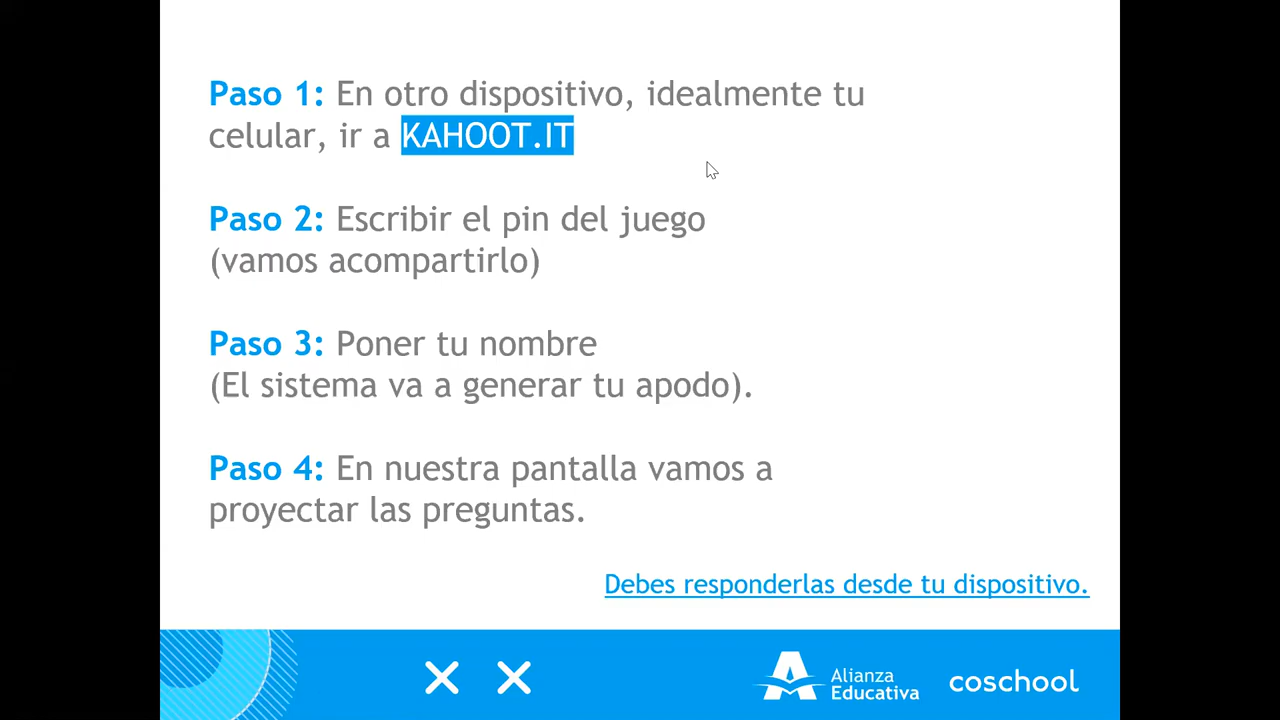 Paso 1: En otro dispositivo, idealmente tu
celular, ir a KAHOOT.IT
Paso 2: Escribir el pin del juego
(vamos acompartirlo)
Paso 3: Poner tu nombre
(El sistema va a generar tu apodo).
Paso 4: En nuestra pantalla vamos a
proyectar las preguntas.
Debes responderlas desde tu dispositivo.
Alianza
Educativa
coschool